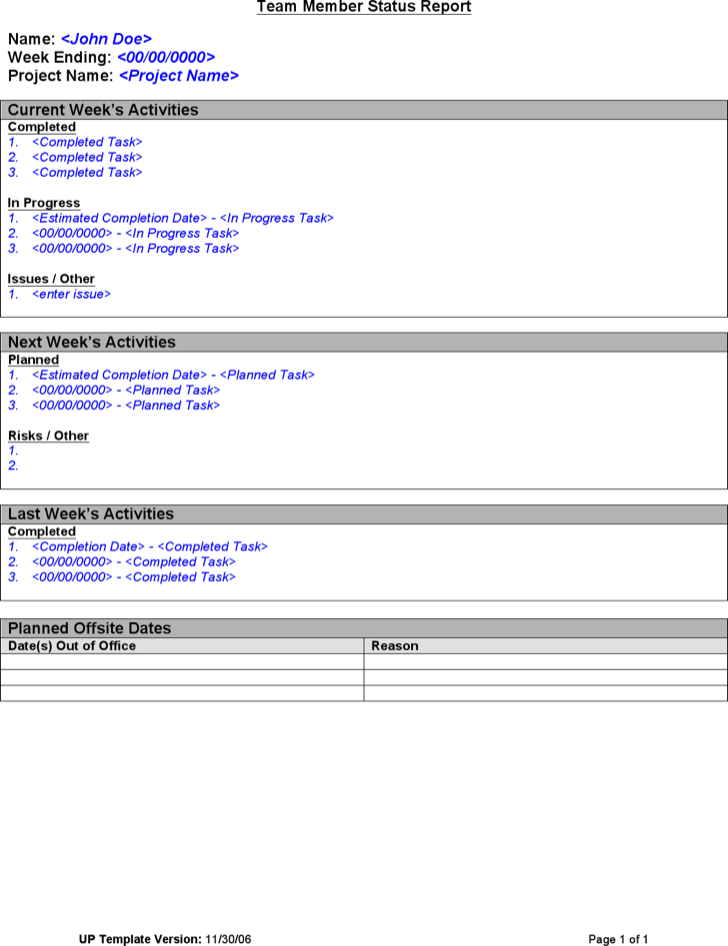 Team Member Status Report
Name: <John Doe>
Week Ending: <00/00/0000>
Project Name: <Project Name>
Current Week's Activities
Completed
1. <Completed Task>
2. <Completed Task>
3. <Completed Task>
In Progress
1. <Estimated Completion Date> - <In Progress Task>
2. <00/00/0000> - <In Progress Task>
3. <00/00/0000> - <In Progress Task>
Issues / Other
1. <enter issue>
Next Week's Activities
Planned
1. <Estimated Completion Date> - <Planned Task>
2. <00/00/0000> - <Planned Task>
3. <00/00/0000> - <Planned Task>
Risks / Other
1.
2.
Last Week's Activities
Completed
1. <Completion Date> - <Completed Task>
2. <00/00/0000> - <Completed Task>
3. <00/00/0000> - <Completed Task>
Planned Offsite Dates
Date(s) Out of Office Reason
UP Template Version: 11/30/06 Page 1 of 1